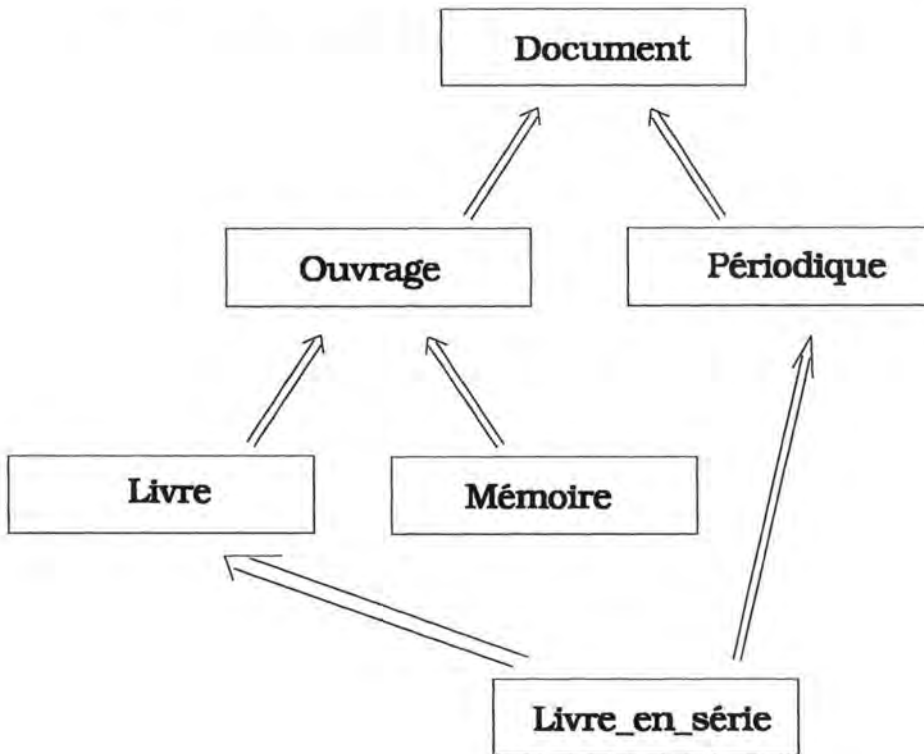 Document
Ouvrage
Périodique
Livre
Mémoire
Livre_en_série